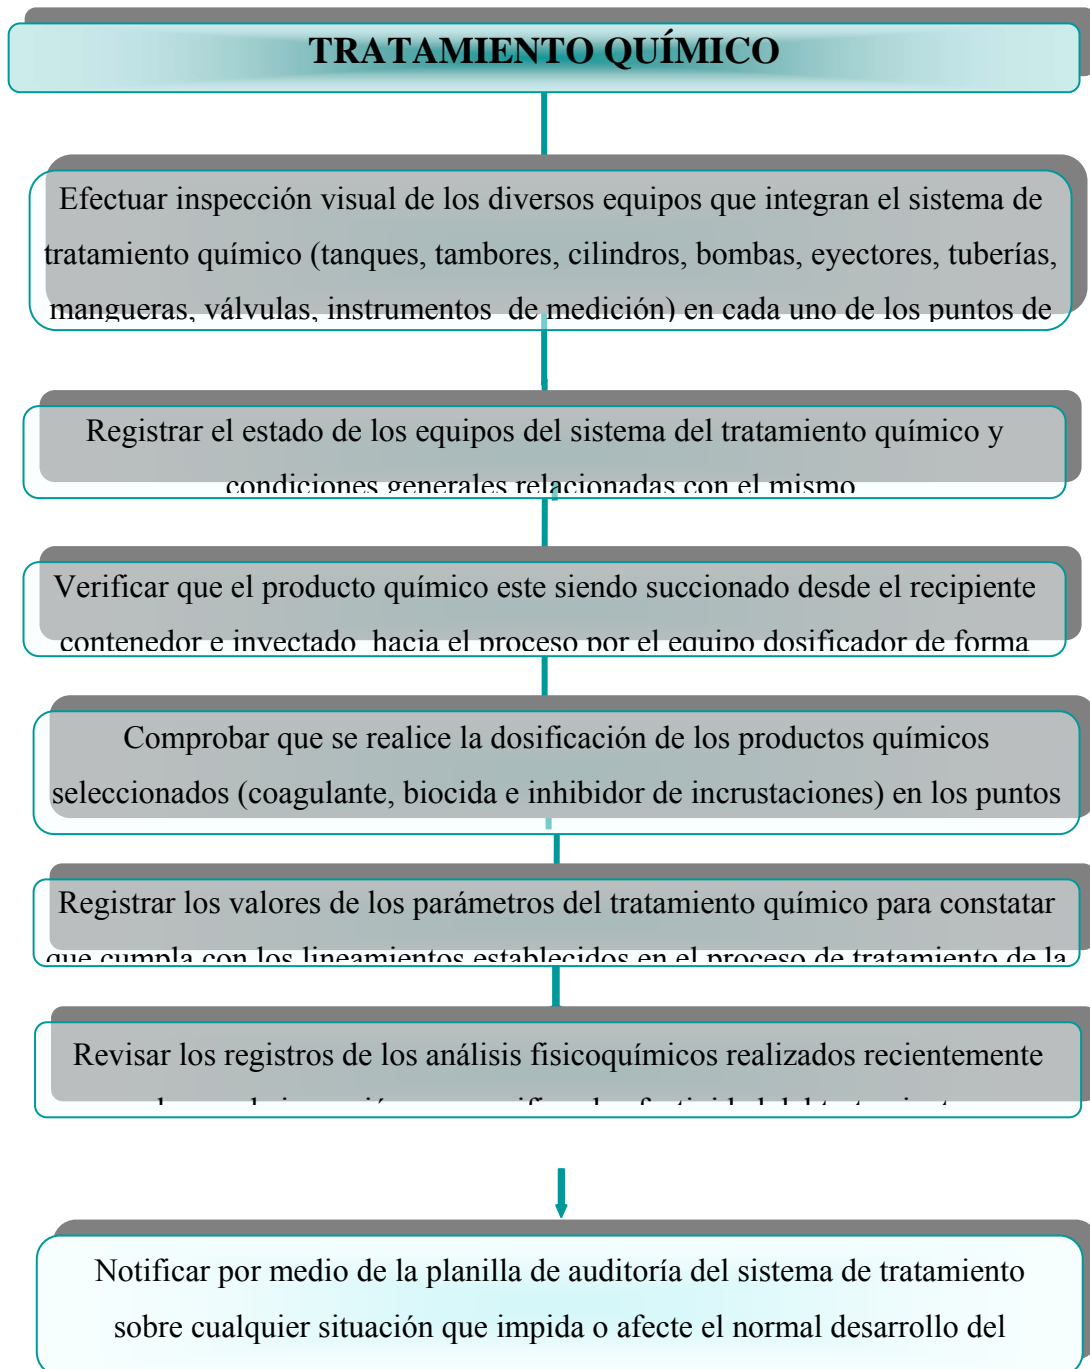 TRATAMIENTO QUÍMICO
Efectuar inspección visual de los diversos equipos que integran el sistema de
tratamiento químico (tanques, tambores, cilindros, bombas, eyectores, tuberías,
mangueras, válvulas, instrumentos de medición) en cada uno de los puntos de
Registrar el estado de los equipos del sistema del tratamiento químico y
condiciones generales relacionadas con el mismo
Verificar que el producto químico este siendo succionado desde el recipiente
contenedor e inyectado hacia el proceso por el equipo dosificador de forma
Comprobar que se realice la dosificación de los productos químicos
seleccionados (coagulante, biocida e inhibidor de incrustaciones) en los puntos
Registrar los valores de los parámetros del tratamiento químico para constatar
que cumpla con los lineamientos establecidos en el proceso de tratamiento de la
Revisar los registros de los análisis fisicoquímicos realizados recientemente
Notificar por medio de la planilla de auditoría del sistema de tratamiento
sobre cualquier situación que impida o afecte el normal desarrollo del